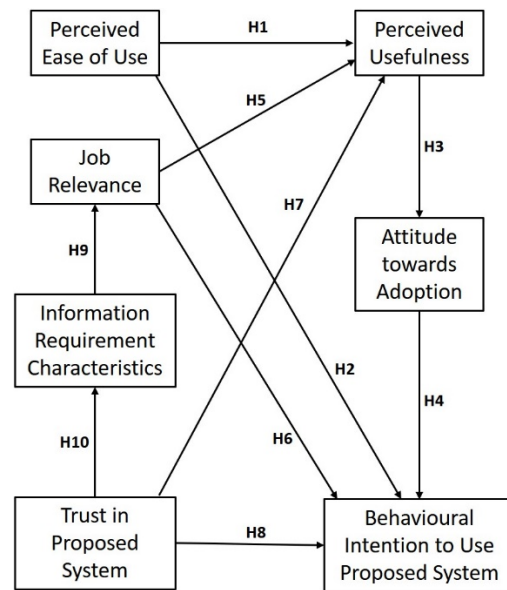 Perceived
Ease of Use
H1
Perceived
Usefulness
H5
Job
Relevance
H3
H7
H9
Attitude
towards
Adoption
Information
Requirement
Characteristics
H2
H4
H6
H10
Trust in
Proposed
System
H8
Behavioural
Intention to Use
Proposed System